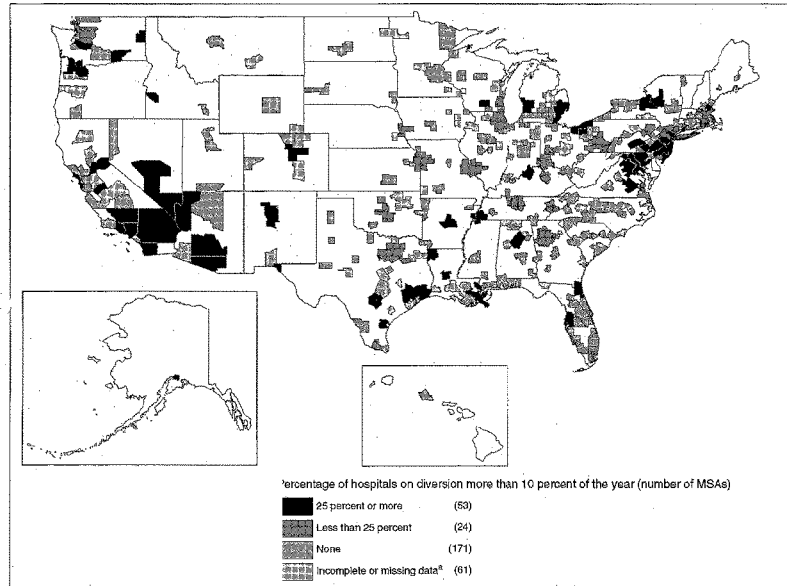 'ercentage of hospitals on diversion more than 10 percent of the year (number of MSAs)
25 percent or more (53)
Less than 25 percent (24)
None (171)
Incomplete or missing dataª (61)